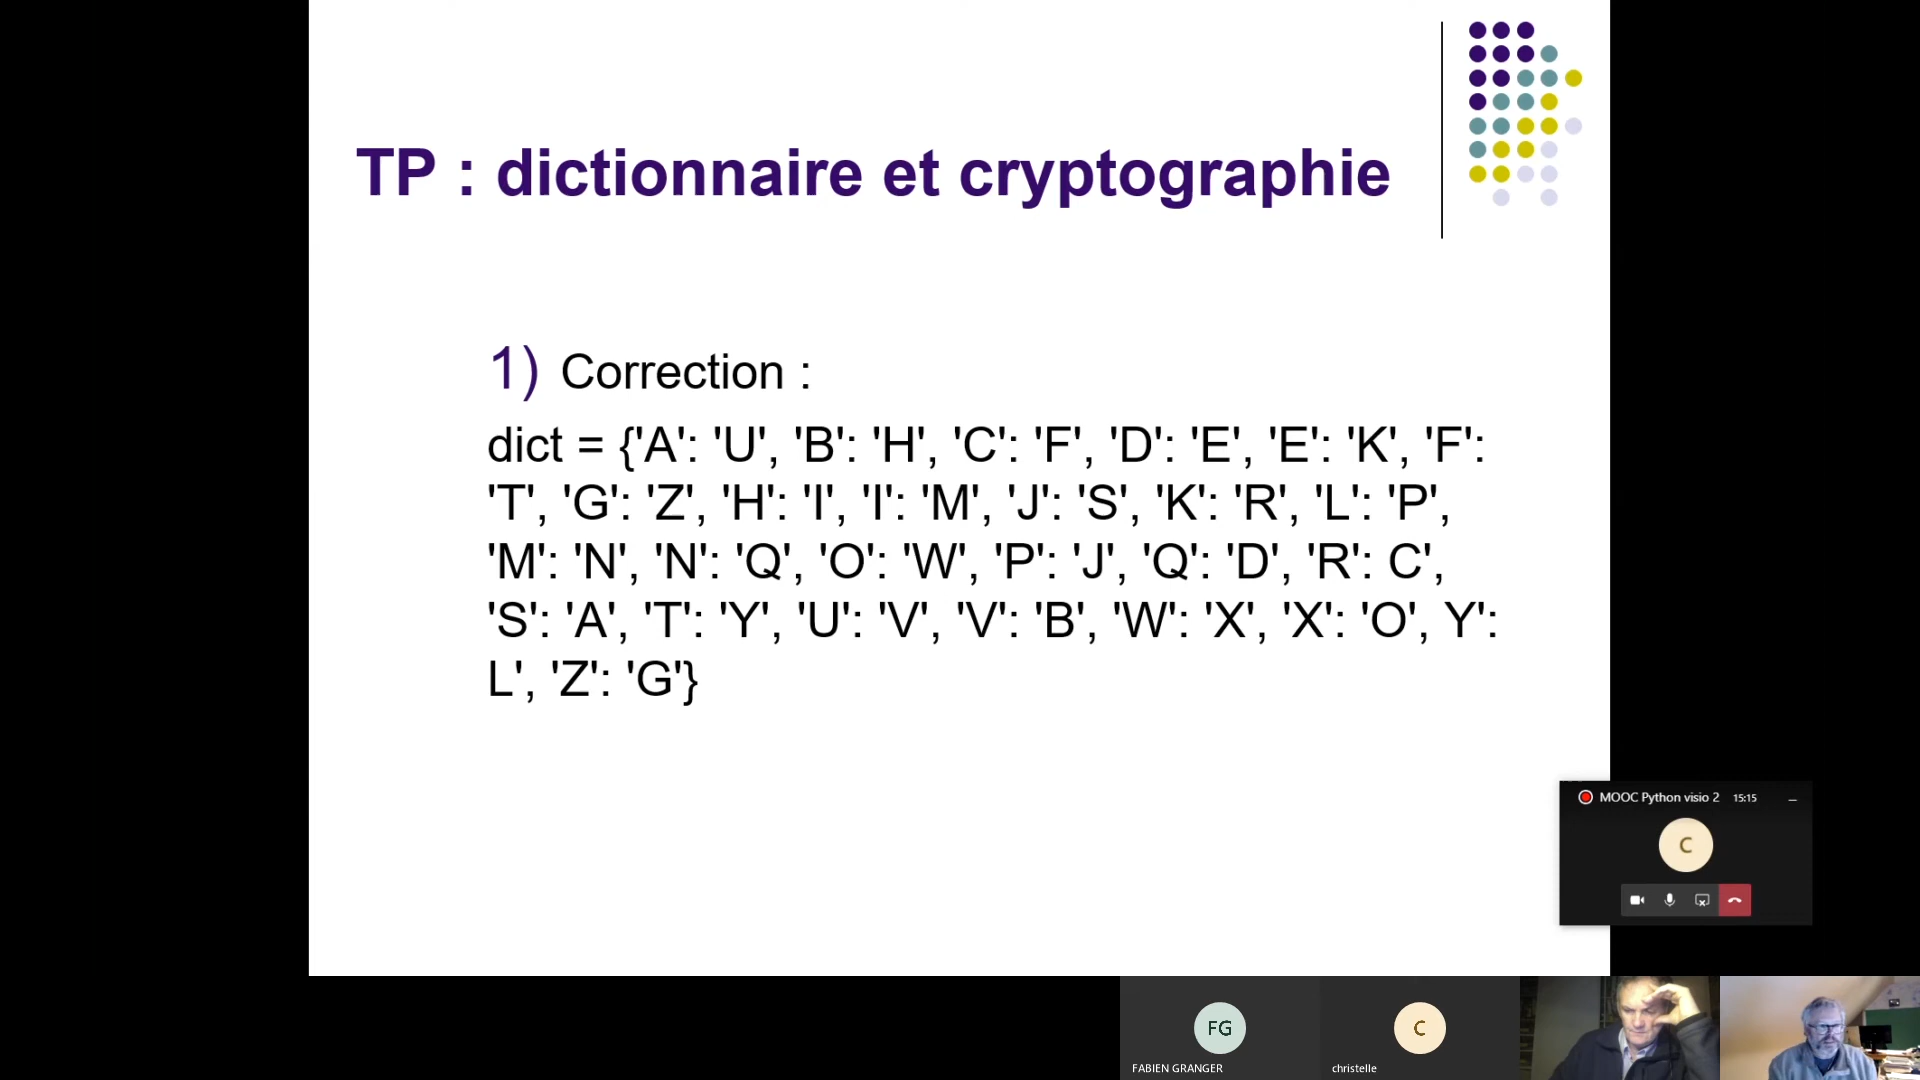 TP : dictionnaire et cryptographie
1) Correction :
dict = {'A': 'U', 'B': 'H', 'C': 'F', 'D': 'E', 'E': 'K', 'F':
'T', 'G': 'Z', 'H': 'I', 'I': 'M', 'J': 'S', 'K': 'R', 'L': 'P',
'M': 'N', 'N': 'Q', 'O': 'W', 'P': 'J', 'Q': 'D', 'R': C',
'S': 'A', 'T': 'Y', 'U': 'V', 'V': 'B', 'W': 'X', 'X': 'O', Y':
L', 'Z': 'G'}
MOOC Python visio 2 15:15
C
FG
FABIEN GRANGER
C
christelle